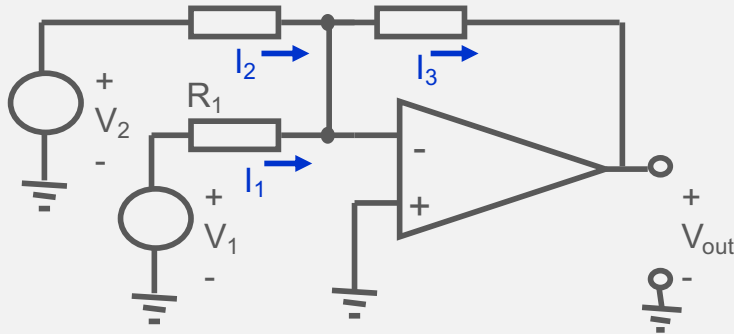 I₂
I₃
+
V₂
-
R₁
I₁
-
+
+
V₁
-
+
Vout
-